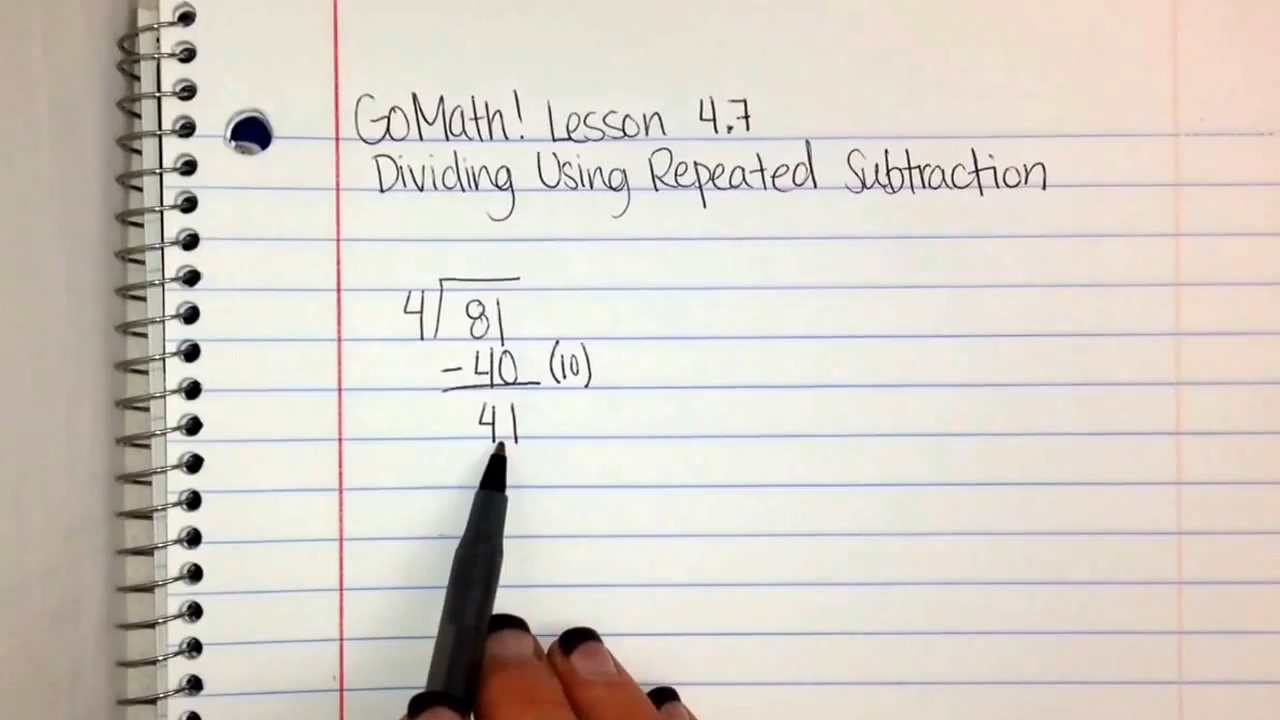 GoMath! Lesson 4.7
Dividing Using Repeated Subtraction
4 81
- 40 (10)
41